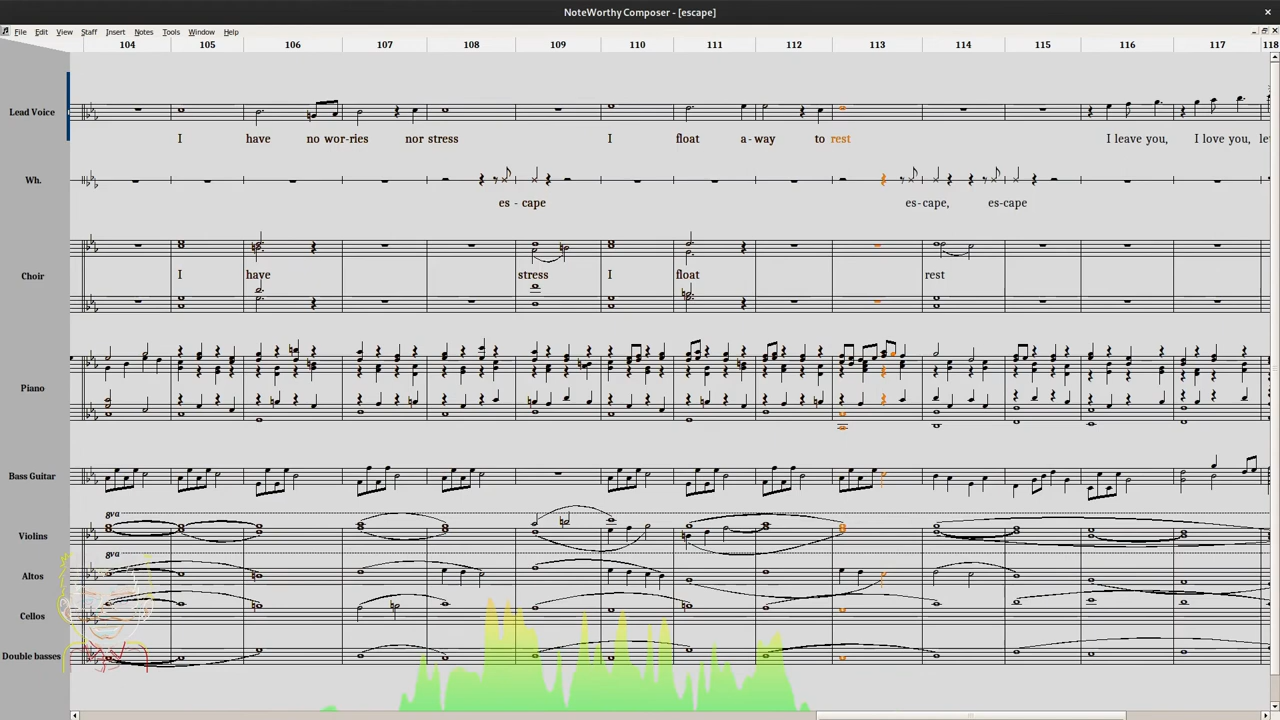 NoteWorthy Composer - [escape]
File Edit View Staff Insert Notes Tools Window Help
104 105 106 107 108 109 110 111 112 113 114 115 116 117 118
Lead Voice
I have no wor-ries nor stress I float a-way to rest I leave you, I love you,
Wh.
es - cape es-cape, es-cape
Choir
I have stress I float rest
Piano
Bass Guitar
8va
Violins
8va
Altos
Cellos
Double basses